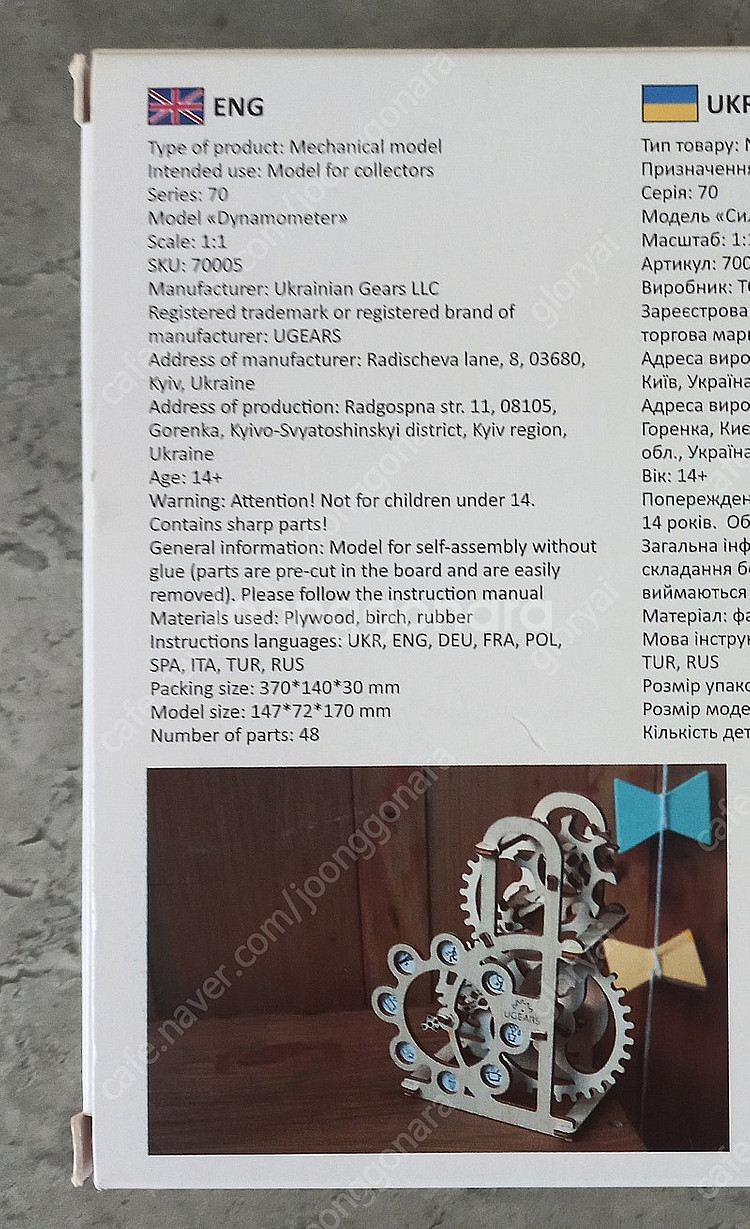 ENG
Type of product: Mechanical model
Intended use: Model for collectors
Series: 70
Model «Dynamometer»
Scale: 1:1
SKU: 70005
Manufacturer: Ukrainian Gears LLC
Registered trademark or registered brand of
manufacturer: UGEARS
Address of manufacturer: Radischeva lane, 8, 03680,
Kyiv, Ukraine
Address of production: Radgospna str. 11, 08105,
Gorenka, Kyivo-Svyatoshinskyi district, Kyiv region,
Ukraine
Age: 14+
Warning: Attention! Not for children under 14.
Contains sharp parts!
General information: Model for self-assembly without
glue (parts are pre-cut in the board and are easily
removed). Please follow the instruction manual
Materials used: Plywood, birch, rubber
Instructions languages: UKR, ENG, DEU, FRA, POL,
SPA, ITA, TUR, RUS
Packing size: 370*140*30 mm
Model size: 147*72*170 mm
Number of parts: 48
UKR
Тип товару:
Призначення
Серія: 70
Модель
Масштаб: 1:
Артикул: 700
Виробник:
Зареєстрова
торгова
Адреса виро
Київ, Україна
Адреса виро
Горенка, Киє
обл., Україна
Вік: 14+
Попереджен
14 років. Об
Загальна інф
складання
виймаються
Матеріал: фа
Мова інстру
TUR, RUS
Розмір упако
Розмір моде
Кількість дет
UGEARS
joonggonara
cafe.naver.com/joonggonara
gloryai